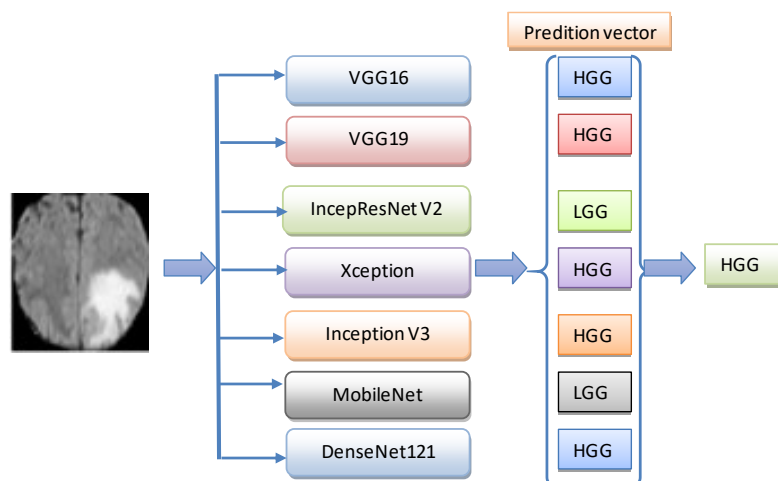 Predition vector
VGG16
HGG
VGG19
HGG
IncepResNet V2
LGG
Xception
HGG
HGG
Inception V3
HGG
MobileNet
LGG
DenseNet121
HGG